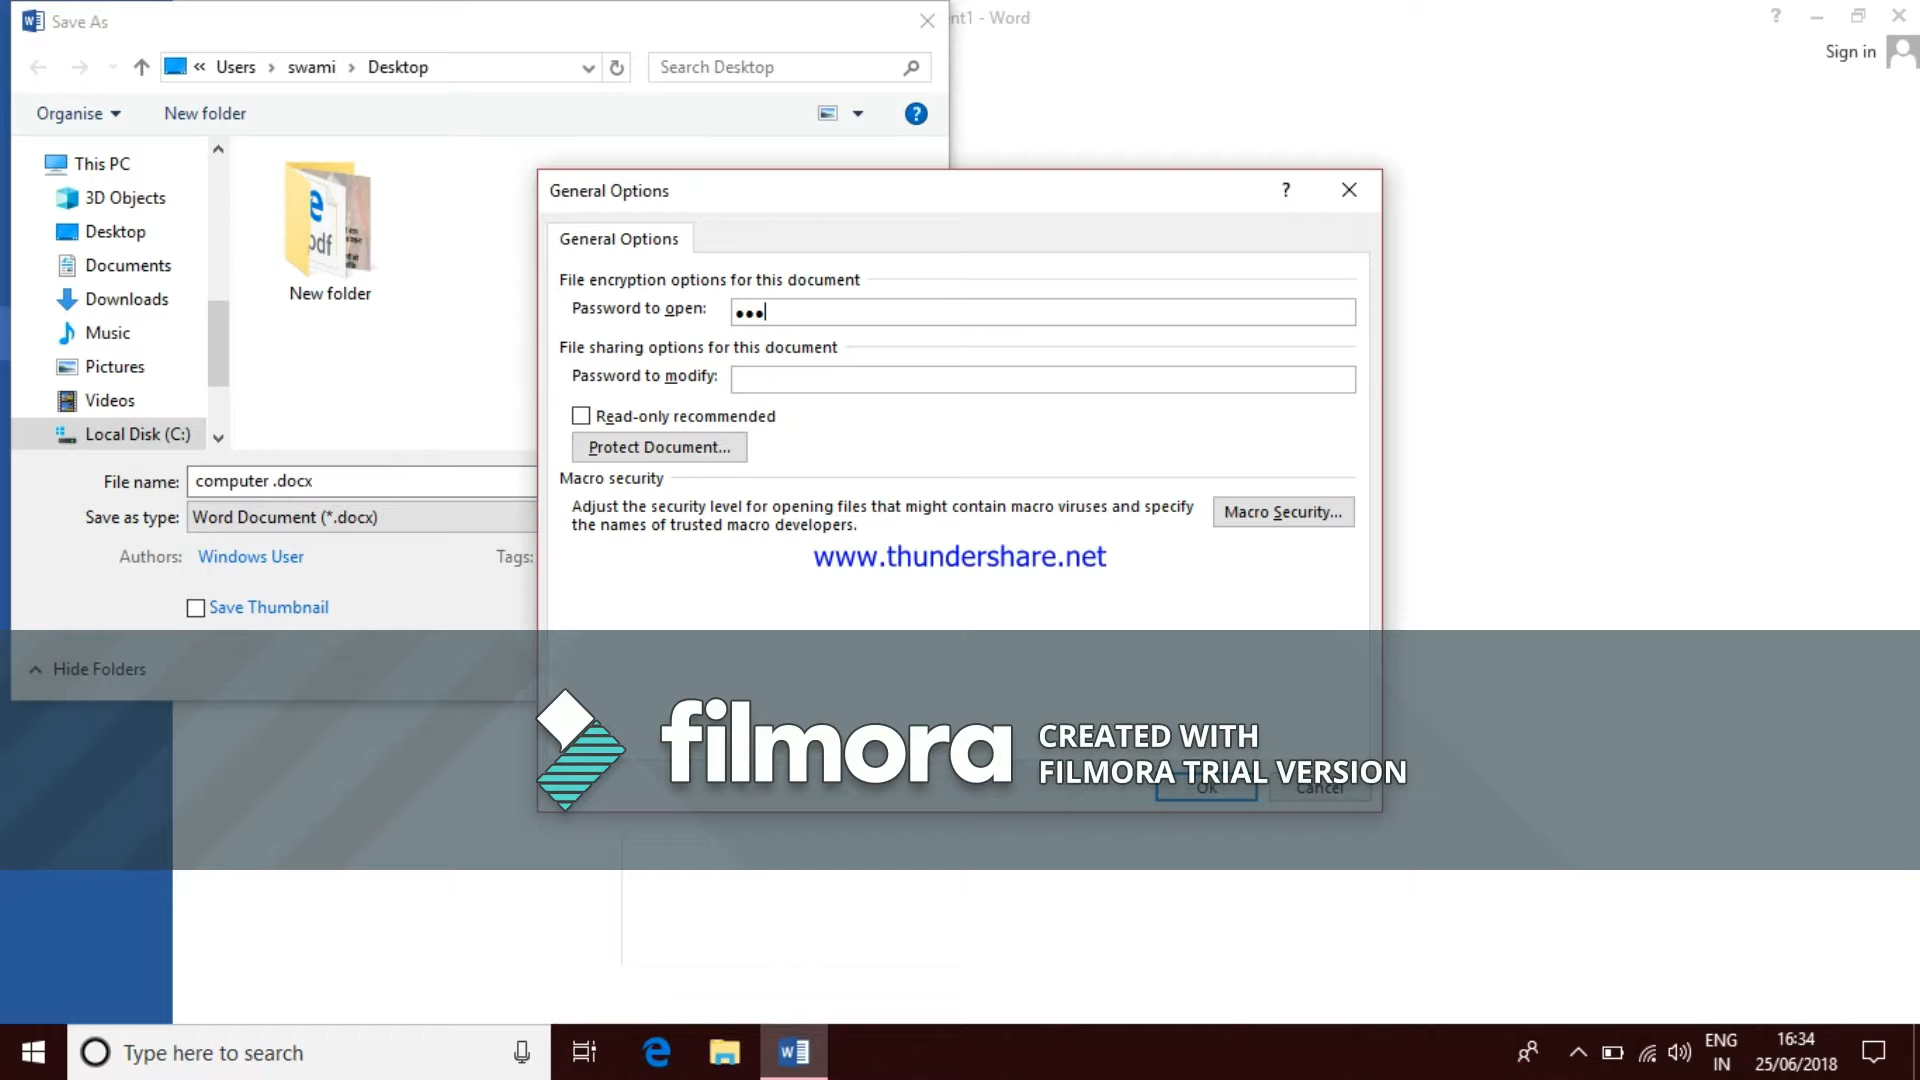 Save As
nt1 - Word
Sign in
« Users > swami > Desktop
Search Desktop
Organise
New folder
This PC
3D Objects
Desktop
Documents
Downloads
Music
Pictures
Videos
Local Disk (C:)
pdf
New folder
File name: computer .docx
Save as type: Word Document (*.docx)
Authors: Windows User
Tags:
Save Thumbnail
Hide Folders
General Options
General Options
File encryption options for this document
Password to open:
File sharing options for this document
Password to modify:
Read-only recommended
Protect Document...
Macro security
Adjust the security level for opening files that might contain macro viruses and specify
the names of trusted macro developers.
Macro Security...
www.thundershare.net
filmora
CREATED WITH
FILMORA TRIAL VERSION
OK
Cancel
Type here to search
ENG
IN
16:34
25/06/2018